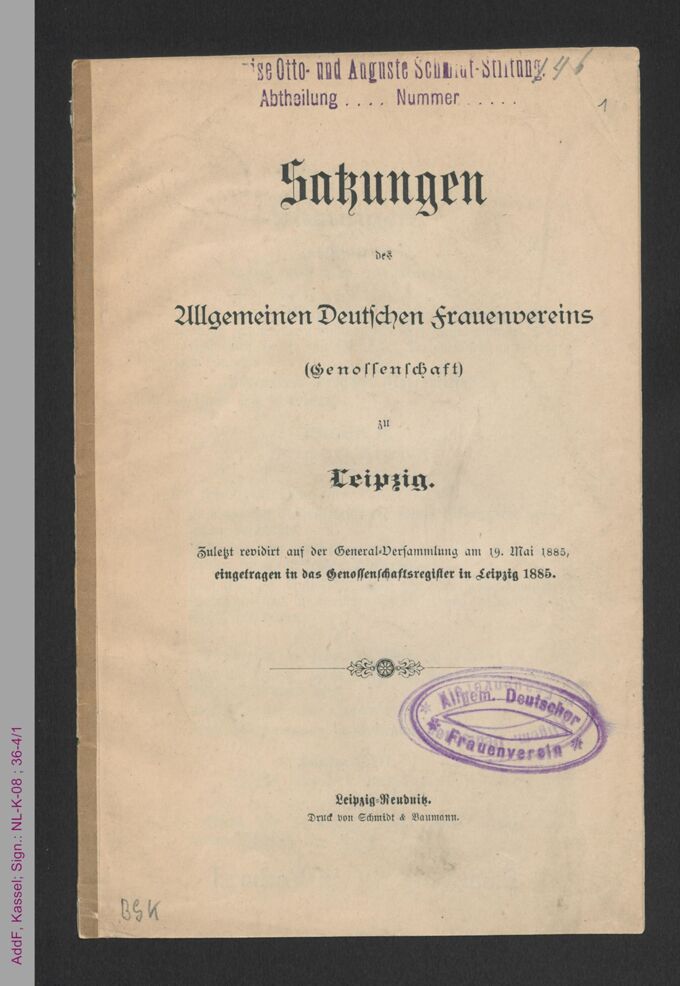 Otto- und Auguste Schmidt-Stiftung.
146
Abtheilung .... Nummer .....
1
Satzungen
des
Allgemeinen Deutſchen Frauenvereins
(Genoſſenſchaft)
zu
Leipzig.
Zuletzt revidirt auf der General-Verſammlung am 19. Mai 1885,
eingetragen in das Genoſſenſchaftsregiſter in Leipzig 1885.
* Allgem. Deutscher
* Frauenverein *
Leipzig-Reudnitz.
Druck von Schmidt & Baumann.
BGK
AddF, Kassel; Sign.: NL-K-08 ; 36-4/1